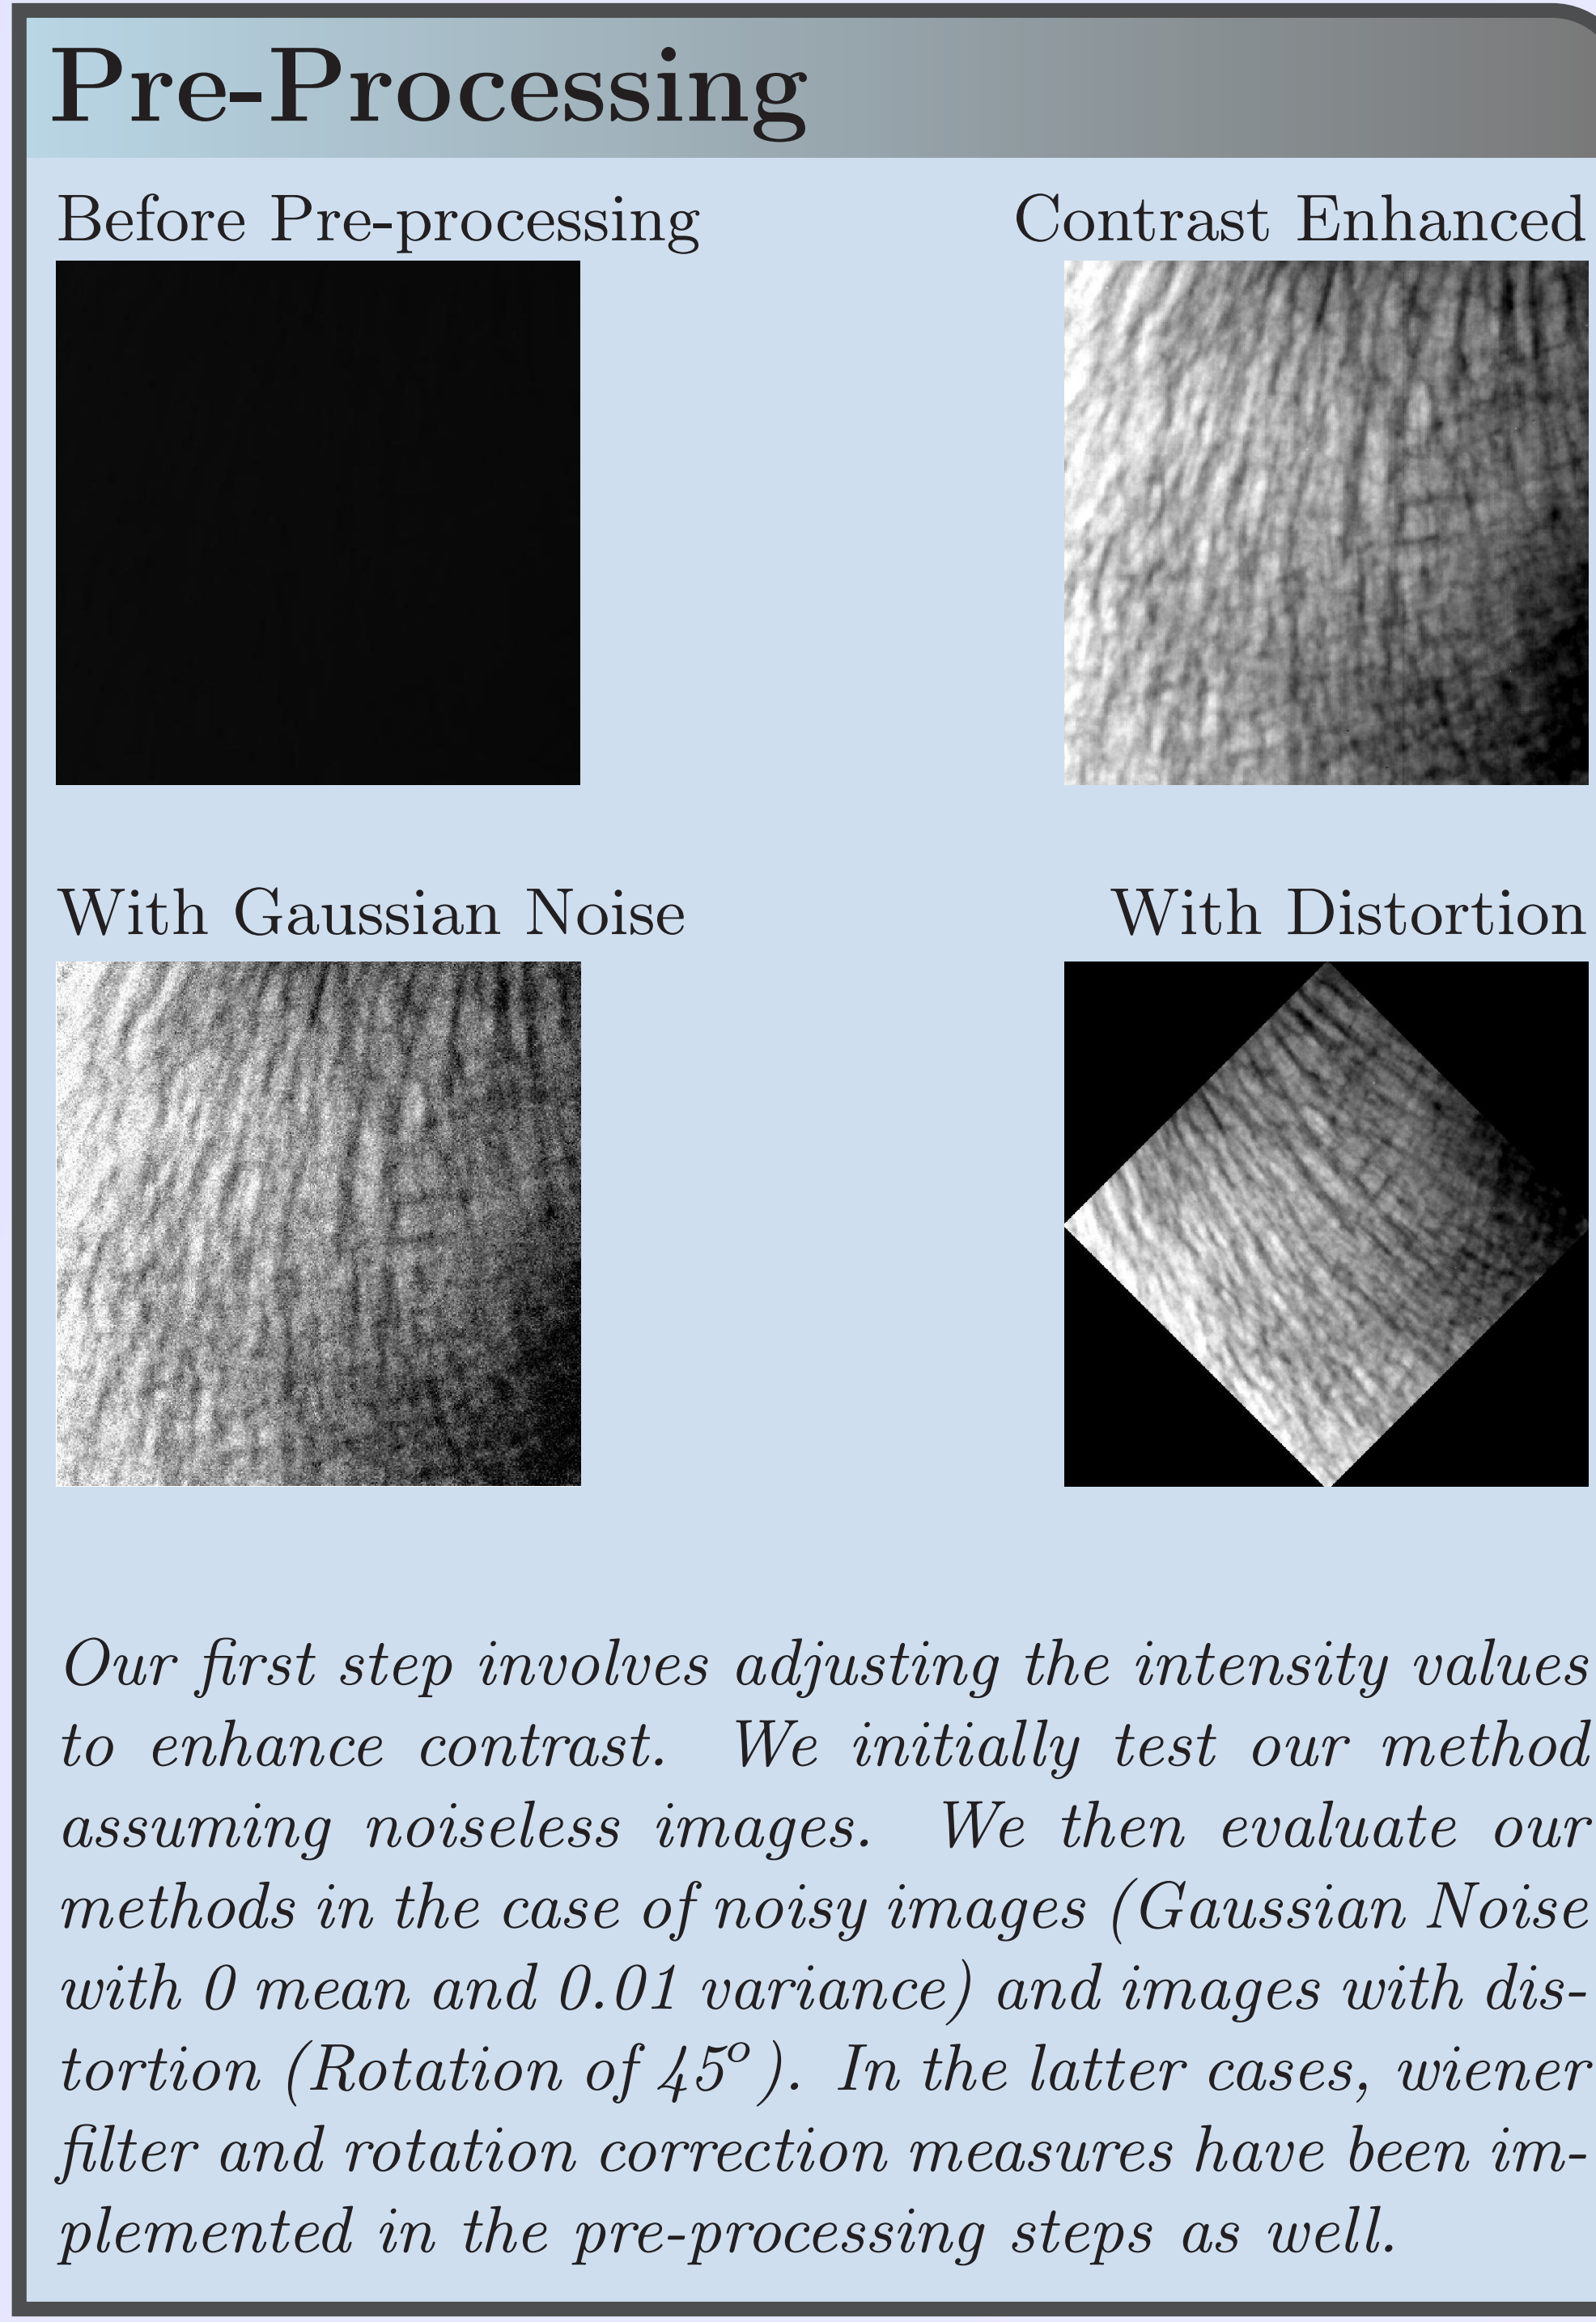 Pre-Processing
Before Pre-processing
Contrast Enhanced
With Gaussian Noise
With Distortion
Our first step involves adjusting the intensity values
to enhance contrast. We initially test our method
assuming noiseless images. We then evaluate our
methods in the case of noisy images (Gaussian Noise
with 0 mean and 0.01 variance) and images with dis-
tortion (Rotation of 45º). In the latter cases, wiener
filter and rotation correction measures have been im-
plemented in the pre-processing steps as well.